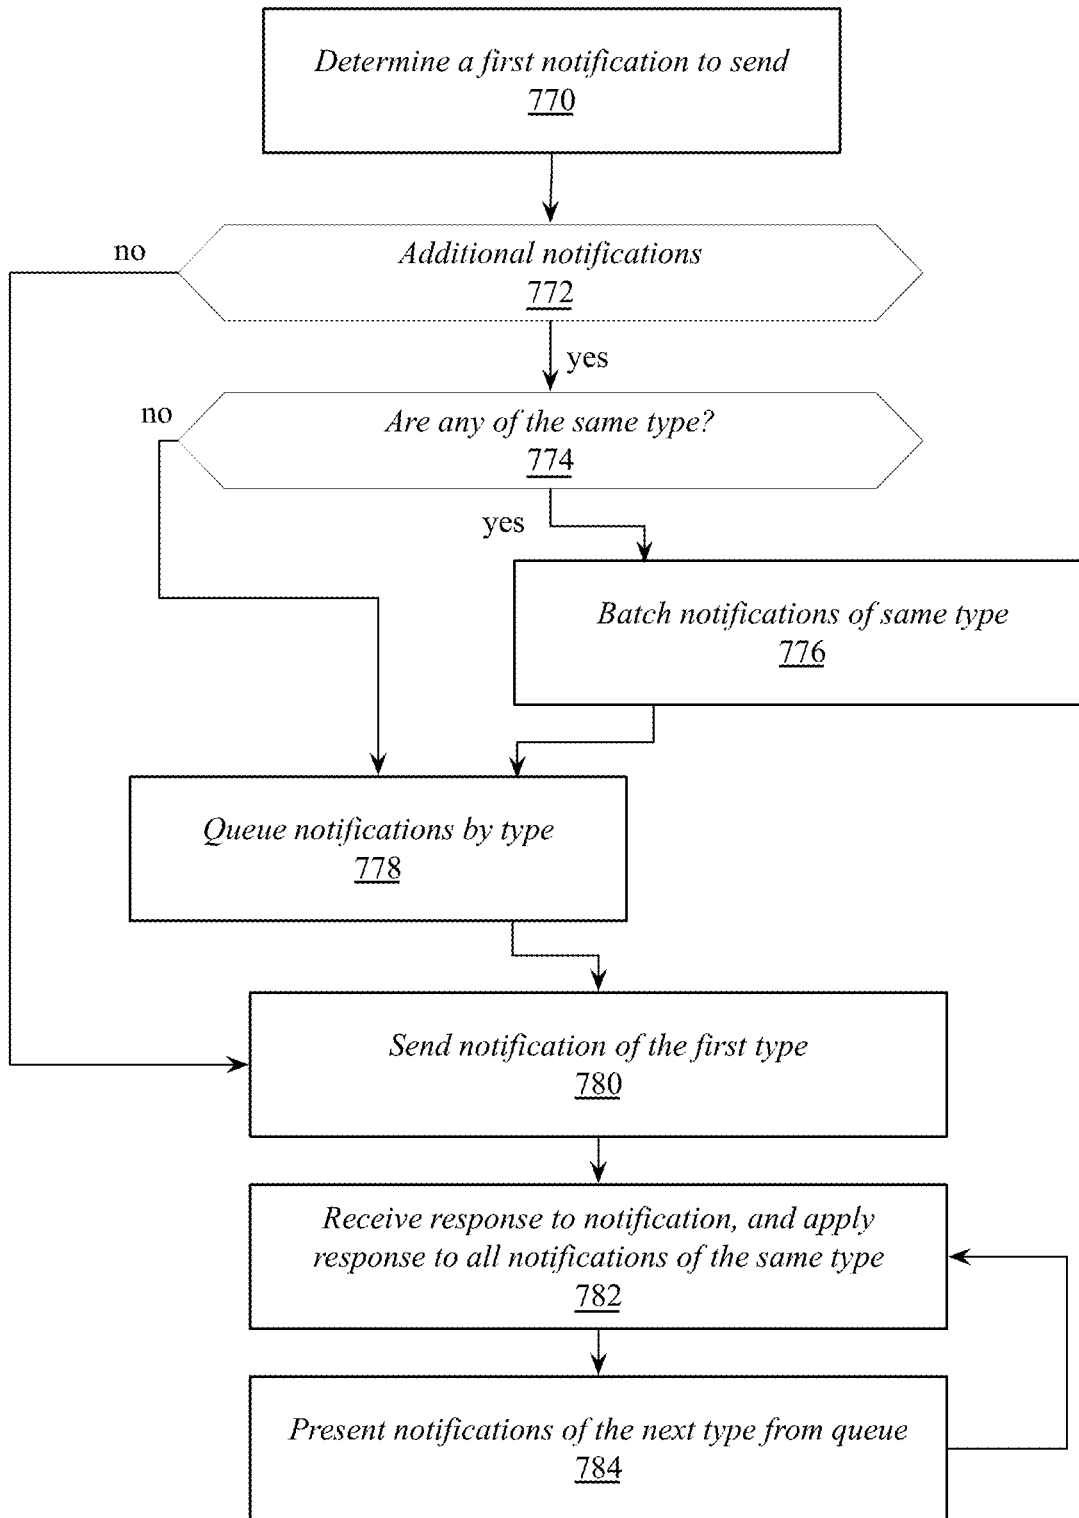 Determine a first notification to send
770
no
Additional notifications
772
yes
no
Are any of the same type?
774
yes
Batch notifications of same type
776
Queue notifications by type
778
Send notification of the first type
780
Receive response to notification, and apply
response to all notifications of the same type
782
Present notifications of the next type from queue
784